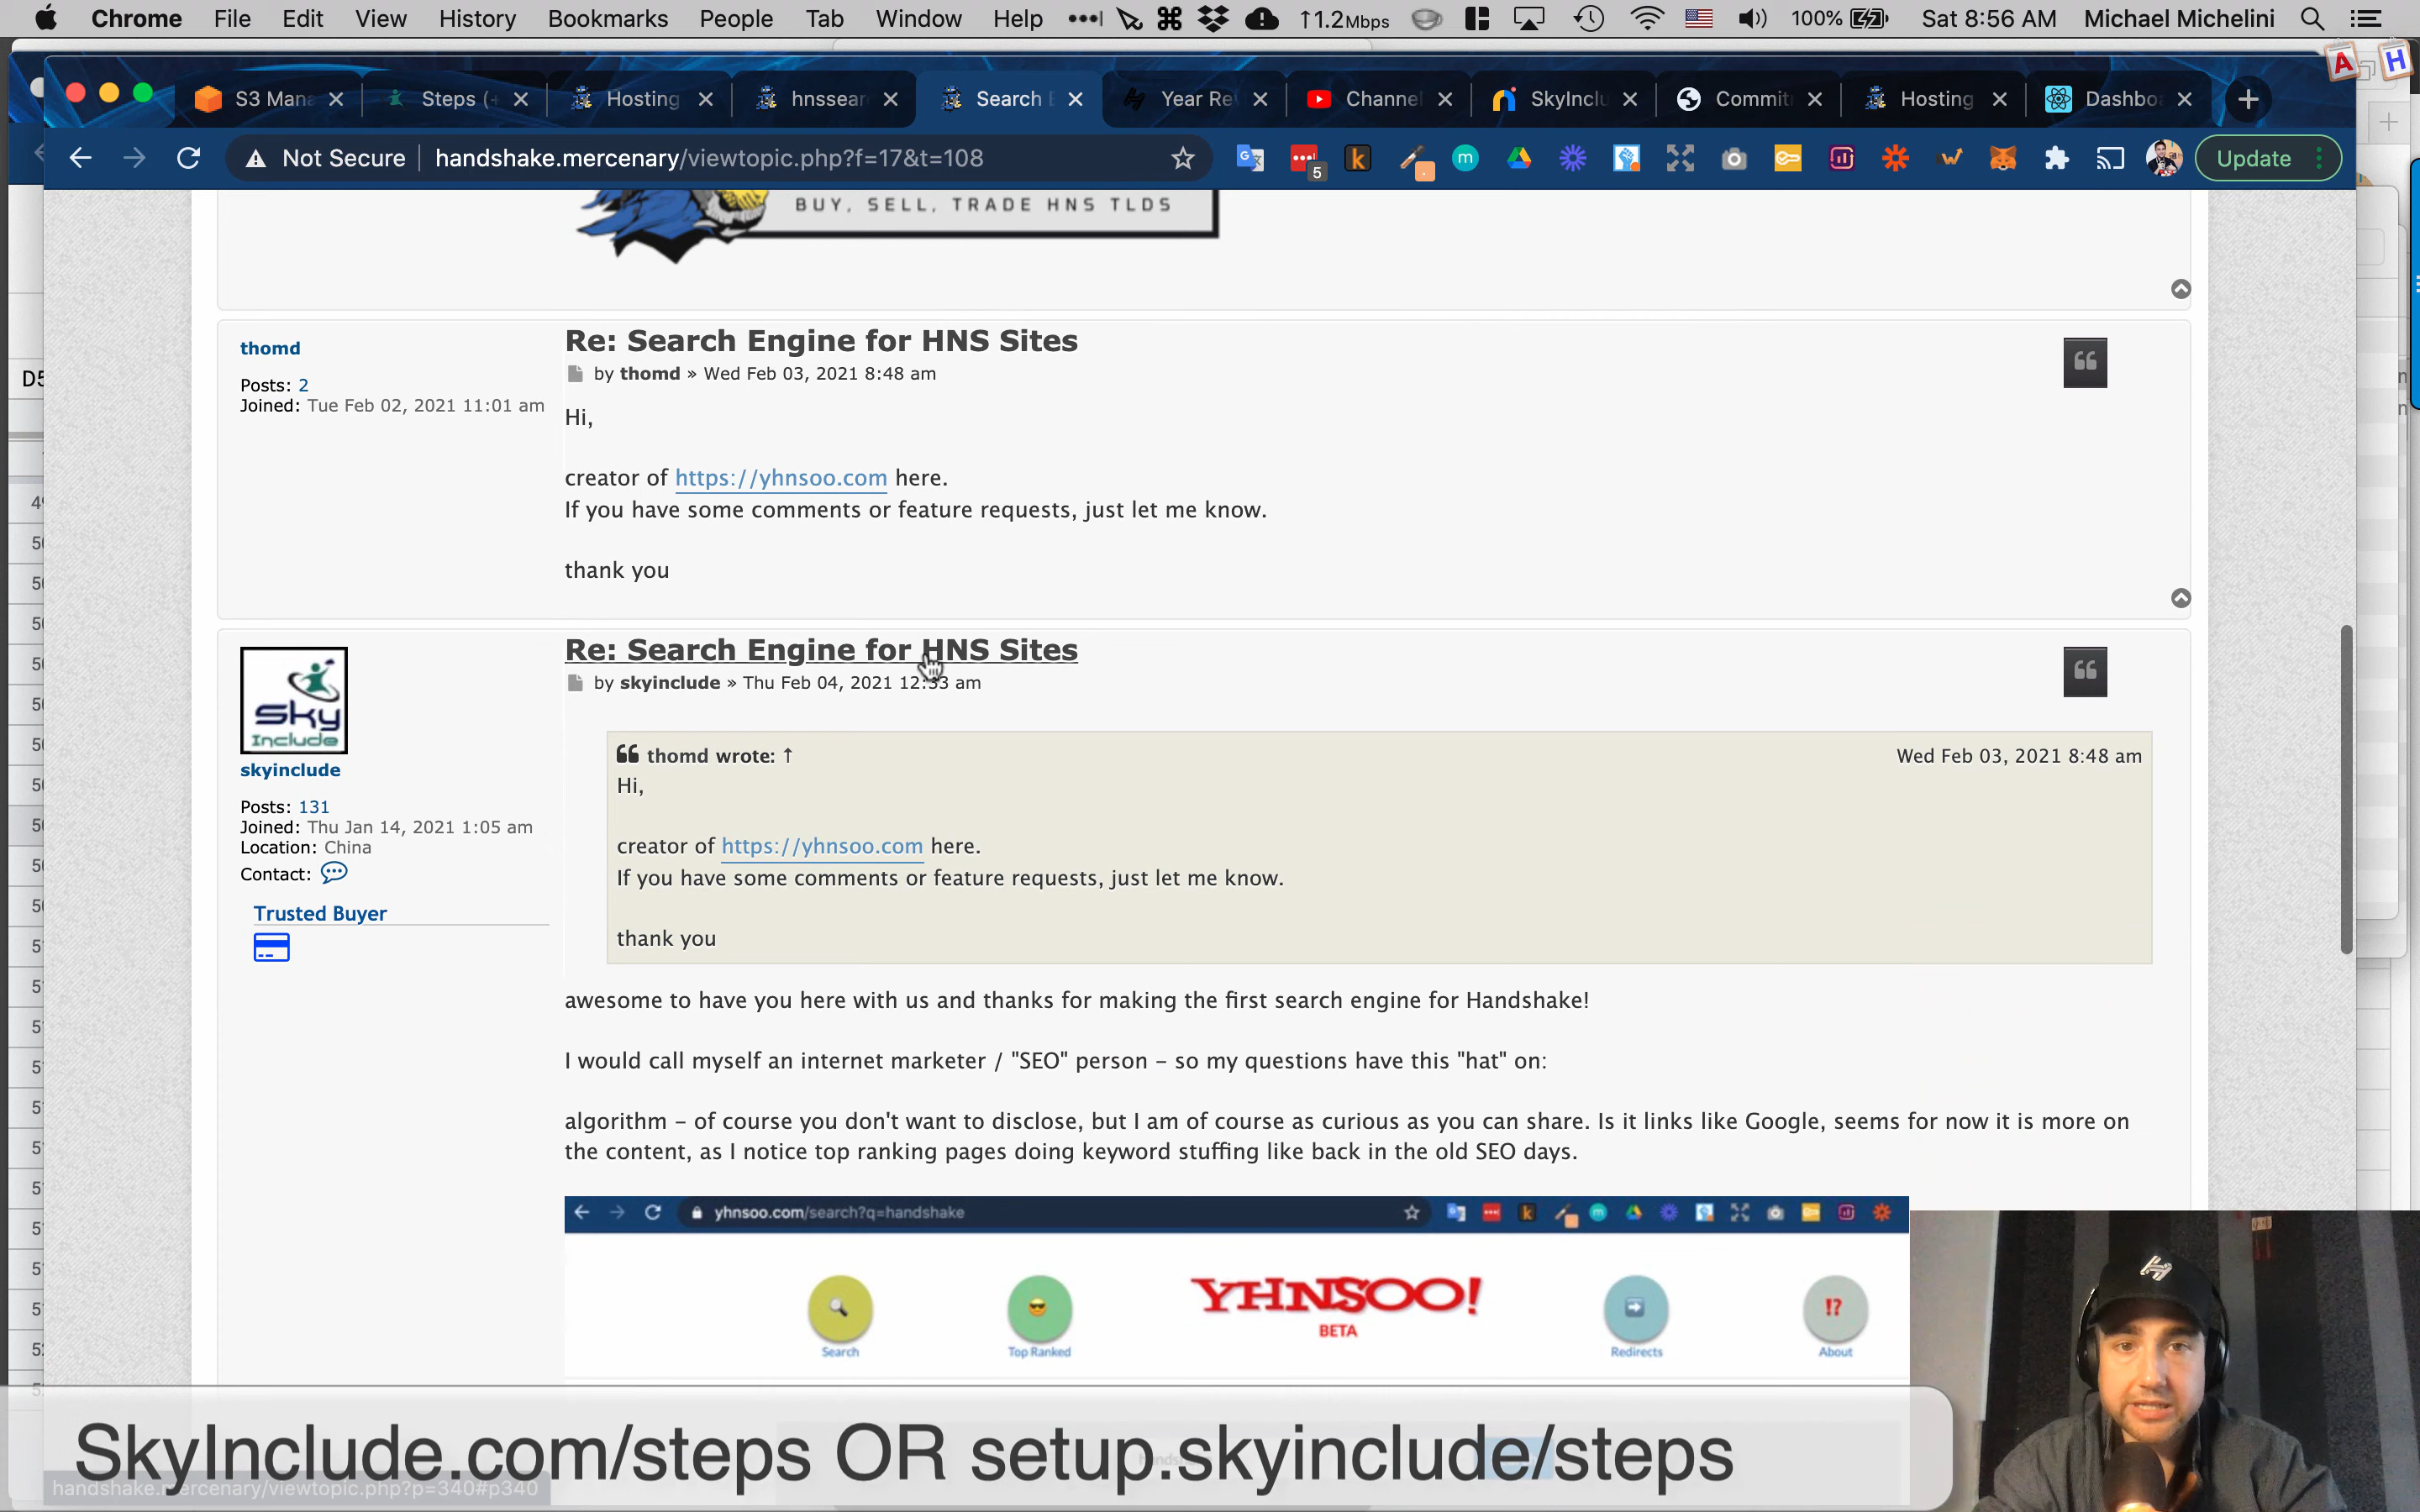 Chrome File Edit View History Bookmarks People Tab Window Help ↑1.2Mbps 100% Sat 8:56 AM Michael Michelini
A H
S3 Mana Steps (+ Hosting hnssear Search E Year Re Channel SkyInclu Commit Hosting Dashbo
Not Secure handshake.mercenary/viewtopic.php?f=17&t=108 5 Update
BUY, SELL, TRADE HNS TLDS
Re: Search Engine for HNS Sites
thomd
by thomd » Wed Feb 03, 2021 8:48 am
Posts: 2
Joined: Tue Feb 02, 2021 11:01 am
Hi,
creator of https://yhnsoo.com here.
If you have some comments or feature requests, just let me know.
thank you
Re: Search Engine for HNS Sites
by skyinclude » Thu Feb 04, 2021 12:33 am
Sky
Include
skyinclude
Posts: 131
Joined: Thu Jan 14, 2021 1:05 am
Location: China
Contact:
Trusted Buyer
thomd wrote: ↑ Wed Feb 03, 2021 8:48 am
Hi,
creator of https://yhnsoo.com here.
If you have some comments or feature requests, just let me know.
thank you
awesome to have you here with us and thanks for making the first search engine for Handshake!
I would call myself an internet marketer / "SEO" person – so my questions have this "hat" on:
algorithm – of course you don't want to disclose, but I am of course as curious as you can share. Is it links like Google, seems for now it is more on
the content, as I notice top ranking pages doing keyword stuffing like back in the old SEO days.
yhnsoo.com/search?q=handshake
YHNSOO!
BETA
Search Top Ranked Redirects About
SkyInclude.com/steps OR setup.skyinclude/steps
handshake.mercenary/viewtopic.php?p=340#p340